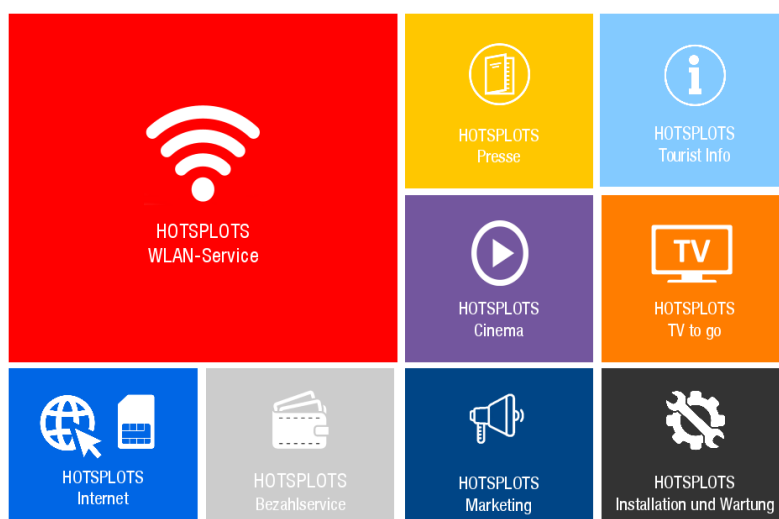 HOTSPLOTS
WLAN-Service
HOTSPLOTS
Presse
HOTSPLOTS
Tourist Info
HOTSPLOTS
Cinema
TV
HOTSPLOTS
TV to go
HOTSPLOTS
Internet
HOTSPLOTS
Bezahlservice
HOTSPLOTS
Marketing
HOTSPLOTS
Installation und Wartung